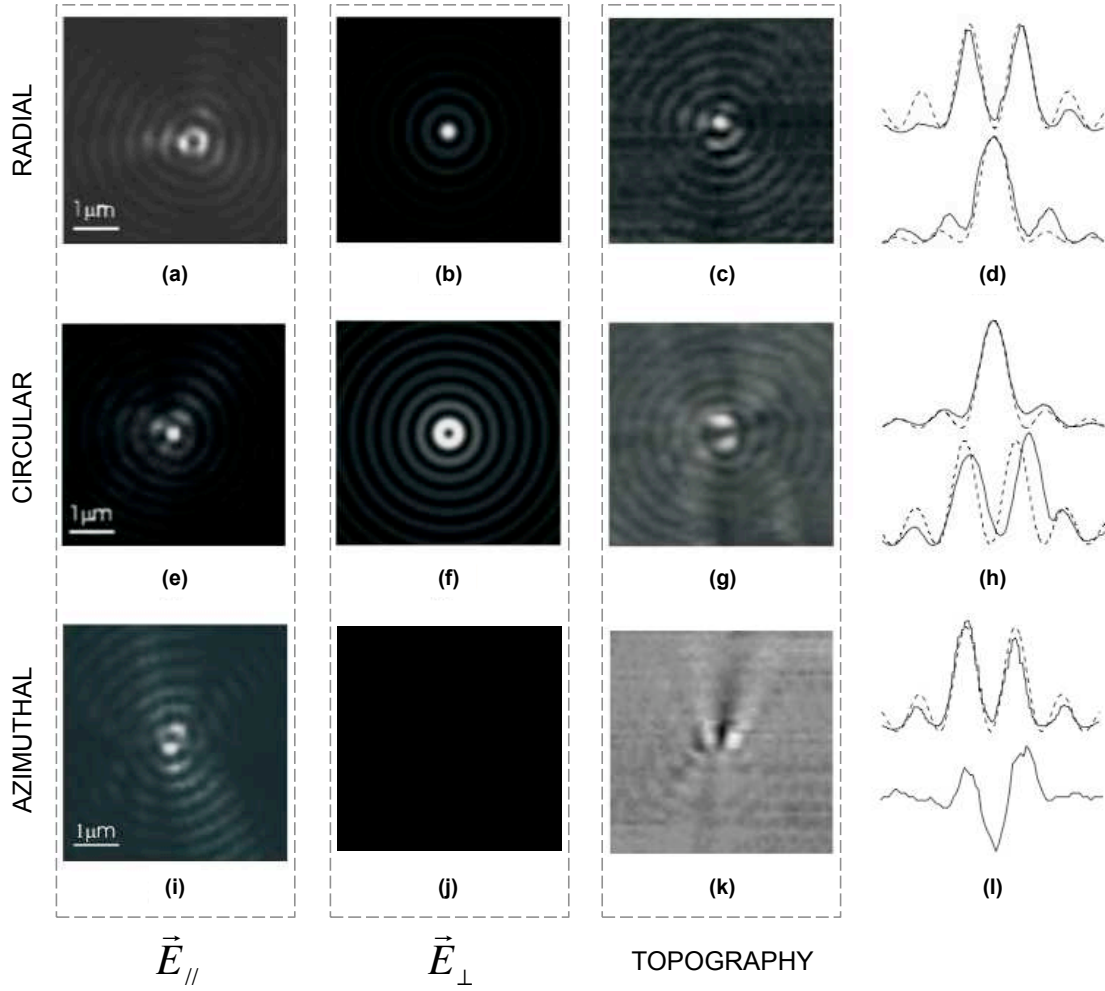 RADIAL
1μm
(a)
(b)
(c)
(d)
CIRCULAR
1μm
(e)
(f)
(g)
(h)
AZIMUTHAL
1μm
(i)
(j)
(k)
(l)
E⃗//
E⃗⊥
TOPOGRAPHY